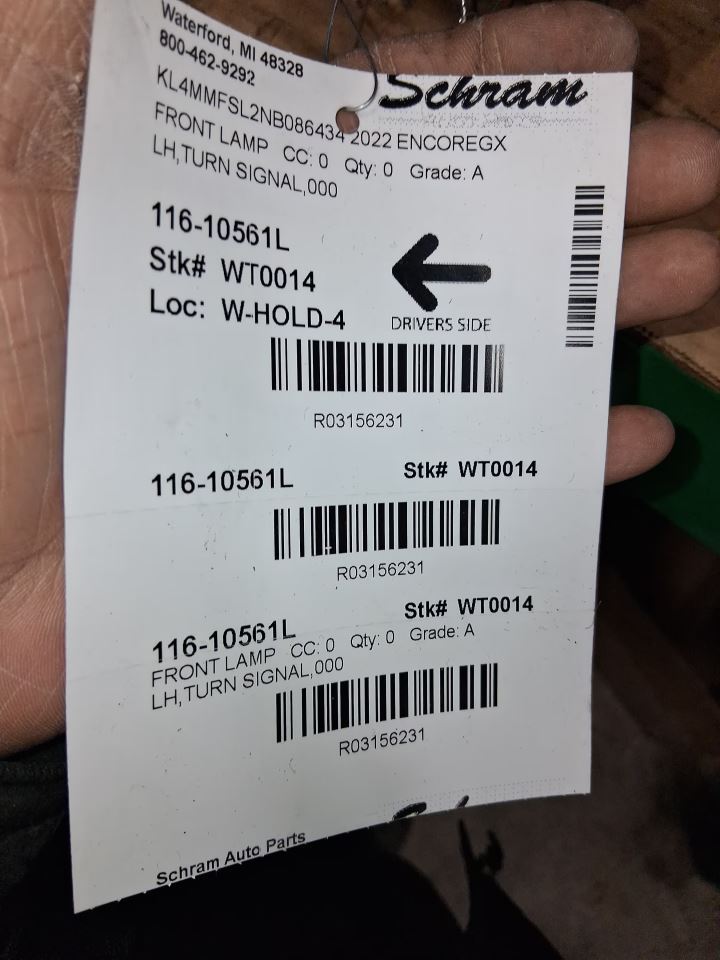 Waterford, MI 48328
800-462-9292
Schram
KL4MMFSL2NB086434 2022 ENCOREGX
FRONT LAMP CC: 0 Qty: 0 Grade: A
LH,TURN SIGNAL,000
116-10561L
Stk# WT0014
Loc: W-HOLD-4
DRIVERS SIDE
R03156231
116-10561L Stk# WT0014
R03156231
116-10561L Stk# WT0014
FRONT LAMP CC: 0 Qty: 0 Grade: A
LH,TURN SIGNAL,000
R03156231
Schram Auto Parts